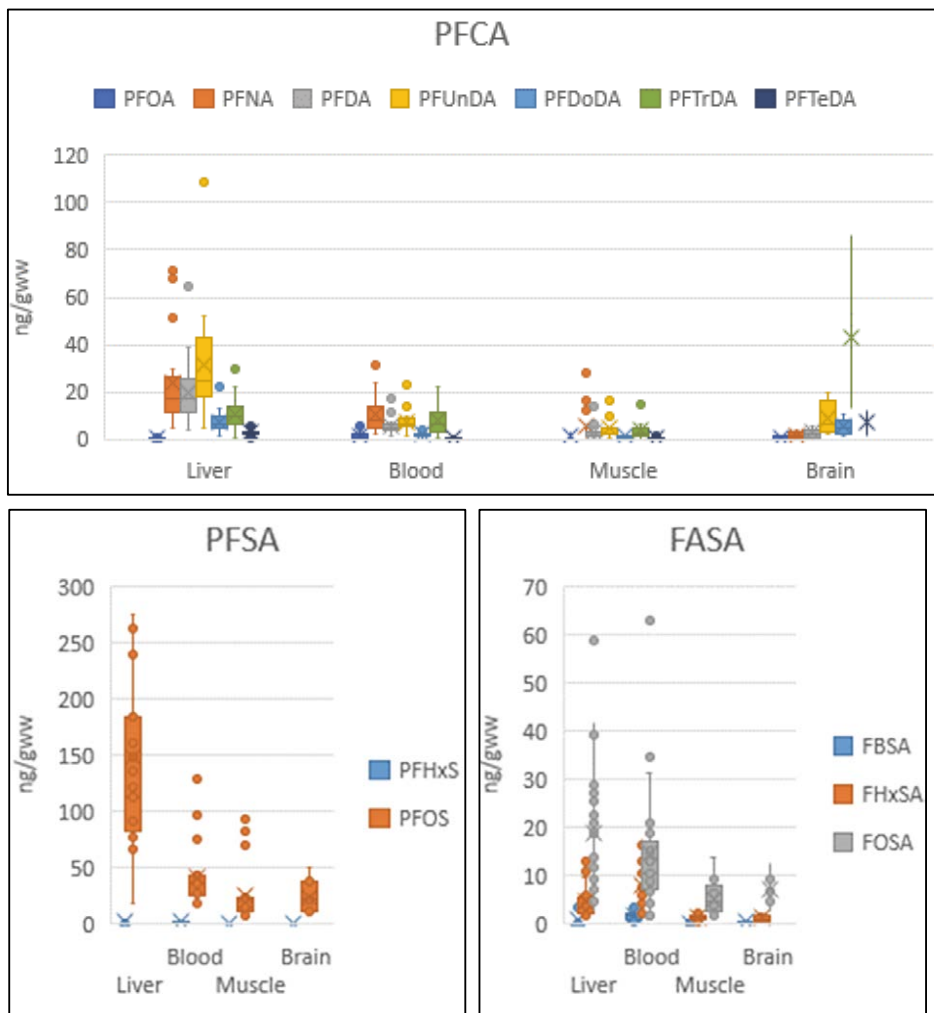 PFCA
PFOA PFNA PFDA PFUnDA PFDoDA PFTrDA PFTeDA
120
100
80
60
40
20
0
ng/gww
Liver Blood Muscle Brain
PFSA
300
250
200
150
100
50
0
ng/gww
PFHxS
PFOS
Blood Brain
Liver Muscle
FASA
70
60
50
40
30
20
10
0
ng/gww
FBSA
FHxSA
FOSA
Blood Brain
Liver Muscle